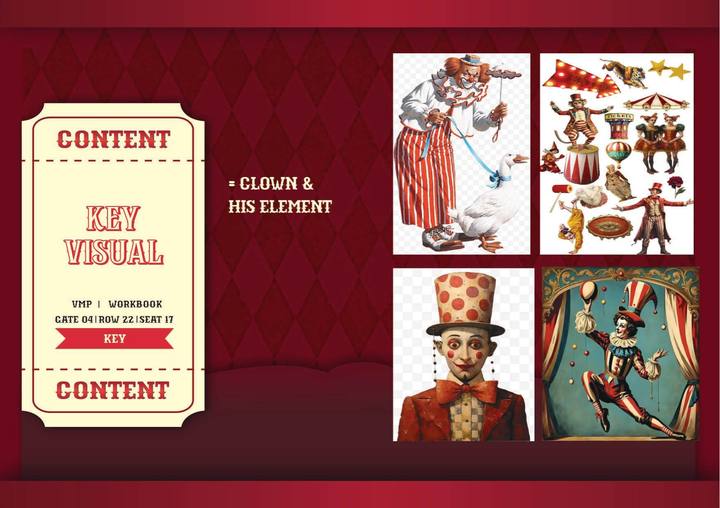 CONTENT
KEY
VISUAL
VMP | WORKBOOK
GATE 04|ROW 22|SEAT 17
KEY
CONTENT
= CLOWN &
HIS ELEMENT